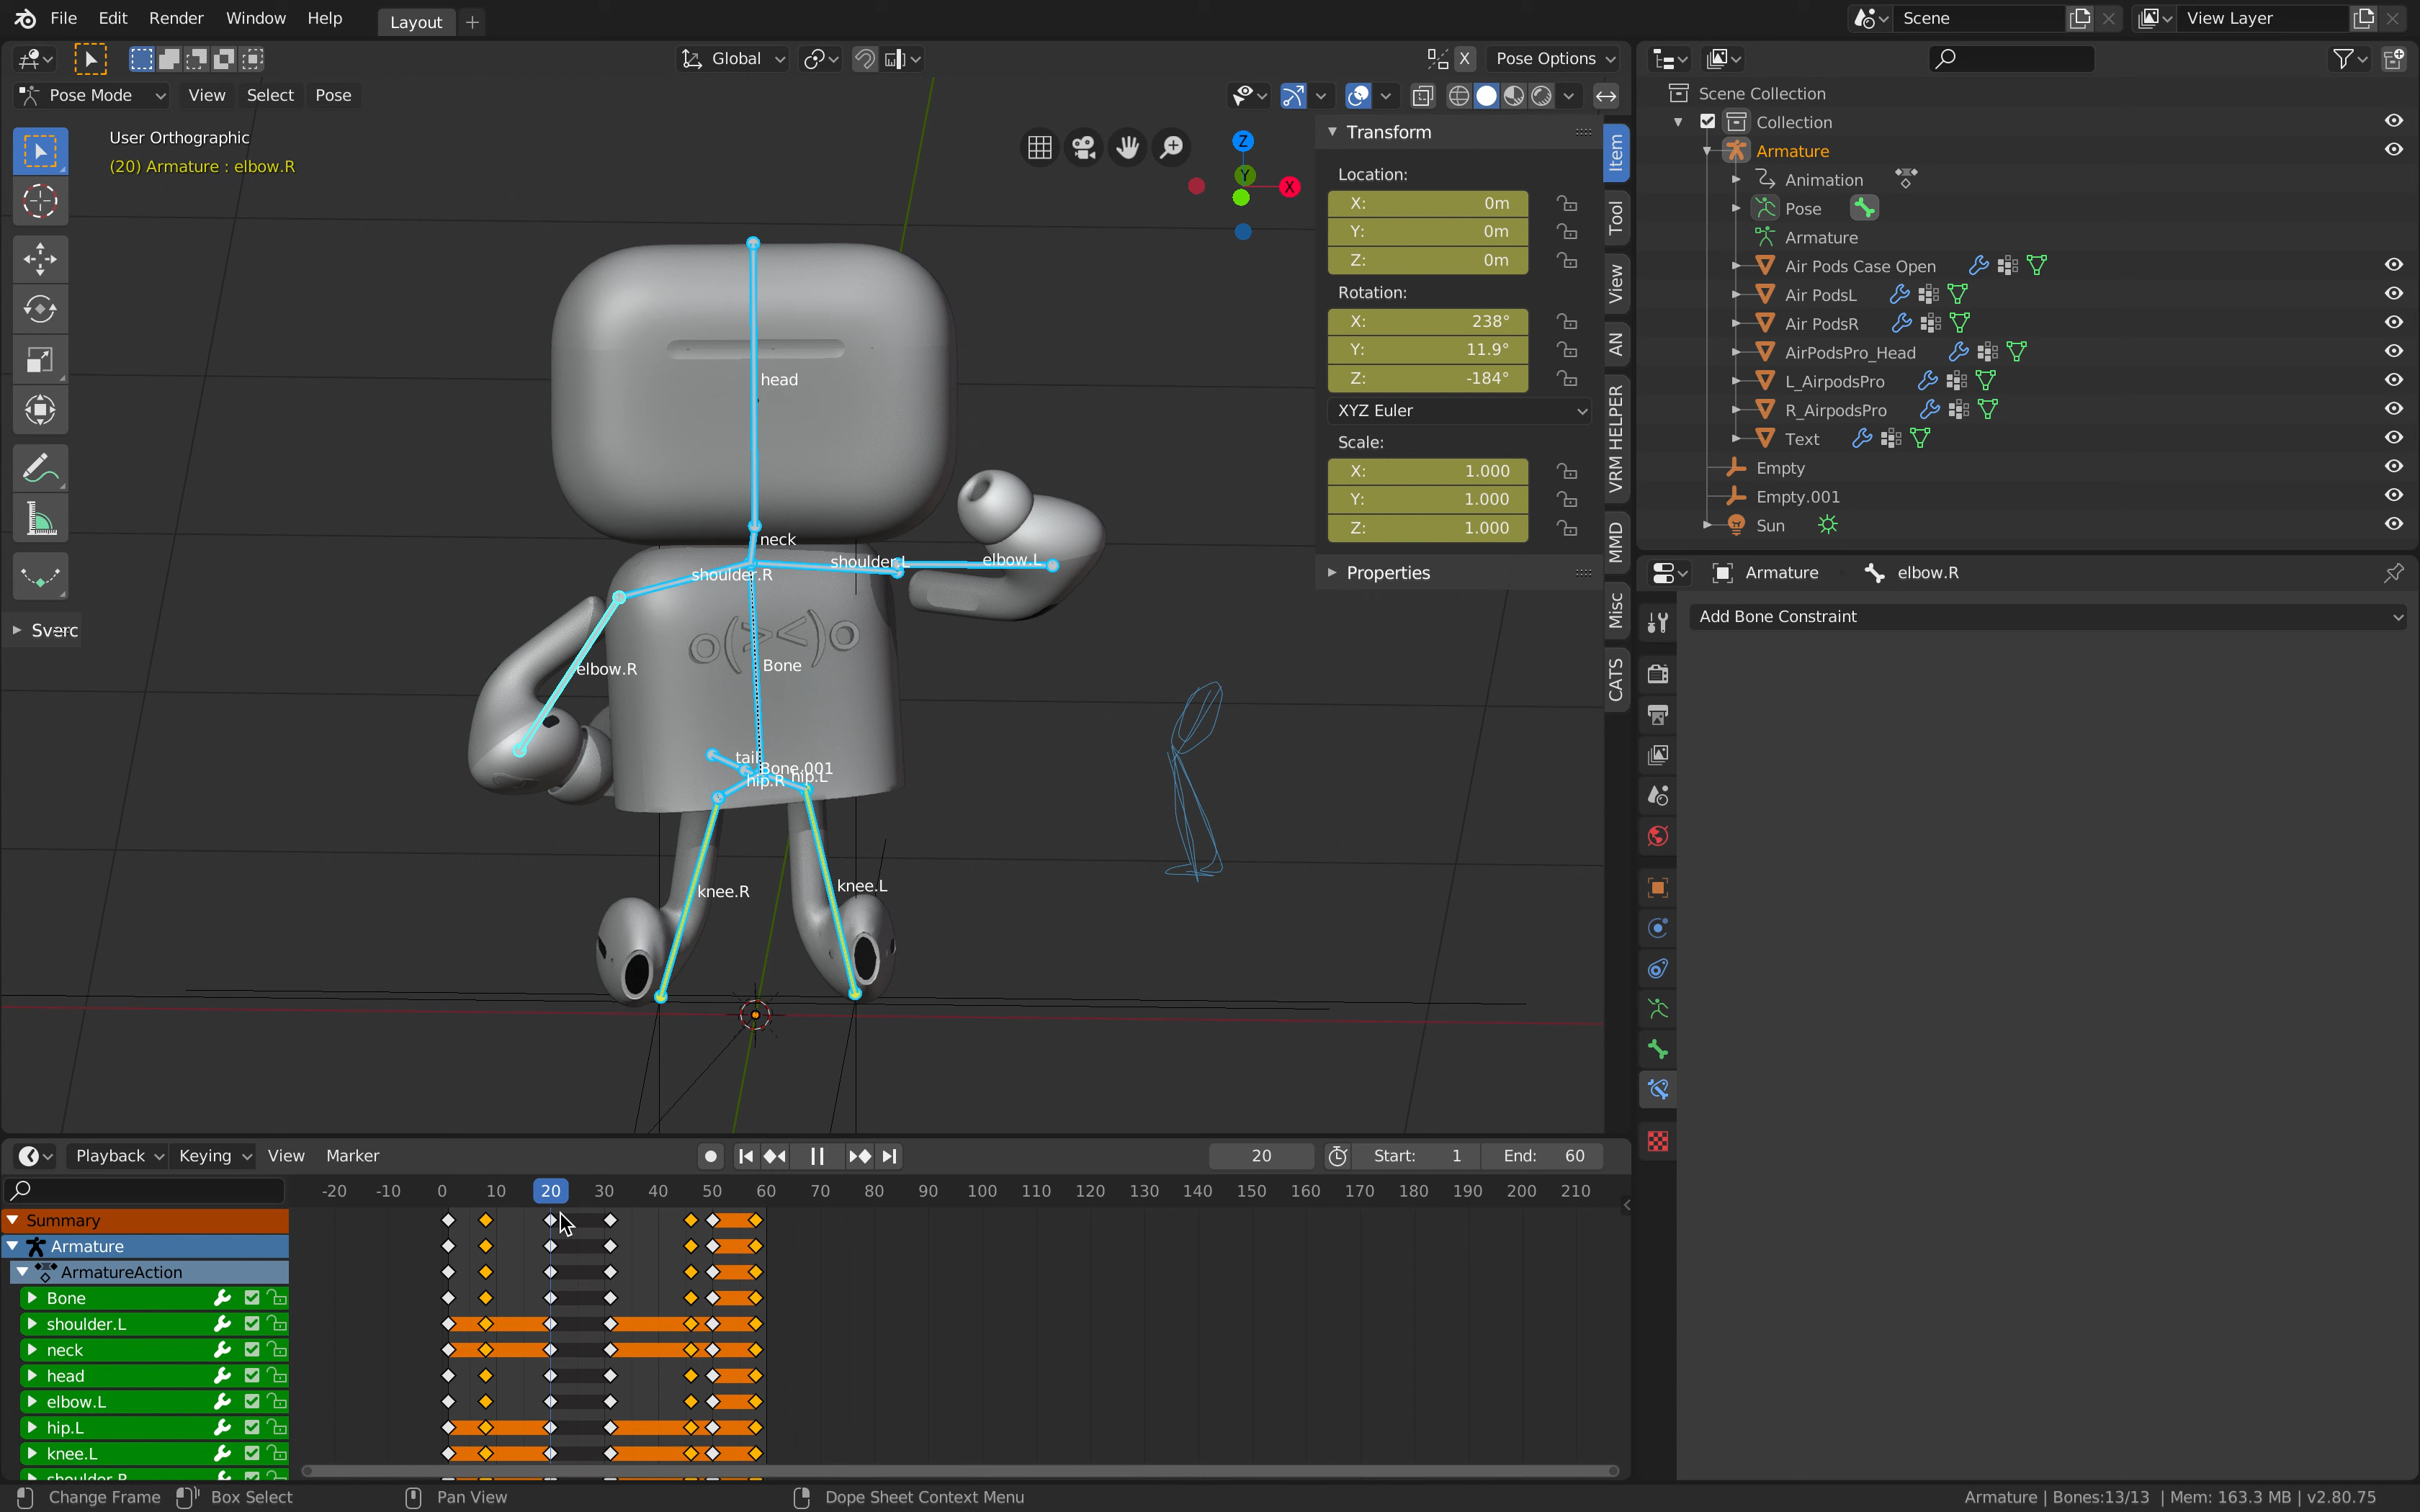 File Edit Render Window Help Layout + Scene View Layer
Global X Pose Options
Pose Mode View Select Pose
User Orthographic
(20) Armature : elbow.R
Z
Y
X
head
neck
shoulder.R
shoulder.L
elbow.L
elbow.R
o(><)o
Bone
tail
Bone.001
hip.R
hip.L
knee.R
knee.L
Transform
Location:
X: 0m
Y: 0m
Z: 0m
Rotation:
X: 238°
Y: 11.9°
Z: -184°
XYZ Euler
Scale:
X: 1.000
Y: 1.000
Z: 1.000
Properties
Item
Tool
View
AN
VRM HELPER
MMD
Misc
CATS
Scene Collection
Collection
Armature
Animation
Pose
Armature
Air Pods Case Open
Air PodsL
Air PodsR
AirPodsPro_Head
L_AirpodsPro
R_AirpodsPro
Text
Empty
Empty.001
Sun
Armature elbow.R
Add Bone Constraint
Playback Keying View Marker 20 Start: 1 End: 60
-20 -10 0 10 20 30 40 50 60 70 80 90 100 110 120 130 140 150 160 170 180 190 200 210
Summary
Armature
ArmatureAction
Bone
shoulder.L
neck
head
elbow.L
hip.L
knee.L
shoulder.R
Change Frame Box Select Pan View Dope Sheet Context Menu Armature | Bones:13/13 | Mem: 163.3 MB | v2.80.75